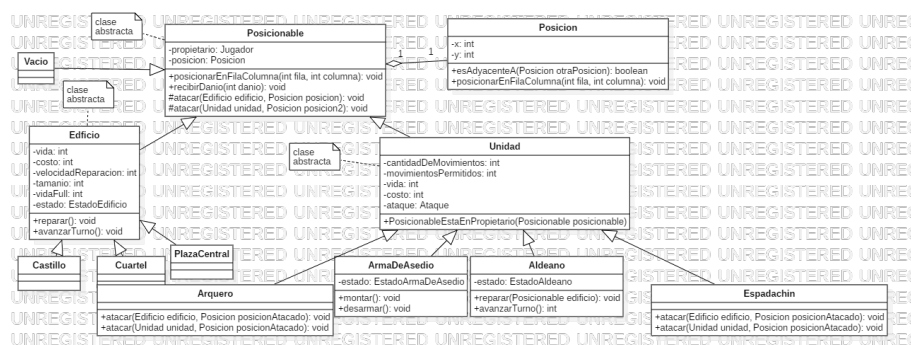 clase
abstracta
Posicionable
-propietario: Jugador
-posicion: Posicion
+posicionarEnFilaColumna(int fila, int columna): void
+recibirDanio(int danio): void
#atacar(Edificio edificio, Posicion posicion): void
#atacar(Unidad unidad, Posicion posicion2): void
1
1
Posicion
-x: int
-y: int
+esAdyacenteA(Posicion otraPosicion): boolean
+posicionarEnFilaColumna(int fila, int columna): void
Vacio
clase
abstracta
Edficio
-vida: int
-costo: int
-velocidadReparacion: int
-tamanio: int
-vidaFull: int
-estado: EstadoEdificio
+reparar(): void
+avanzarTurno(): void
clase
abstracta
Unidad
-cantidadDeMovimientos: int
-movimientosPermitidos: int
-vida: int
-costo: int
-ataque: Ataque
+PosicionableEstaEnPropietario(Posicionable posicionable)
Castillo
Cuartel
PlazaCentral
Arquero
+atacar(Edificio edificio, Posicion posicionAtacado): void
+atacar(Unidad unidad, Posicion posicionAtacado): void
ArmaDeAsedio
-estado: EstadoArmaDeAsedio
+montar(): void
+desarmar(): void
Aldeano
-estado: EstadoAldeano
+reparar(Posicionable edificio): void
+avanzarTurno(): int
Espadachin
+atacar(Edificio edificio, Posicion posicionAtacado): void
+atacar(Unidad unidad, Posicion posicionAtacado): void
UNREGISTERED